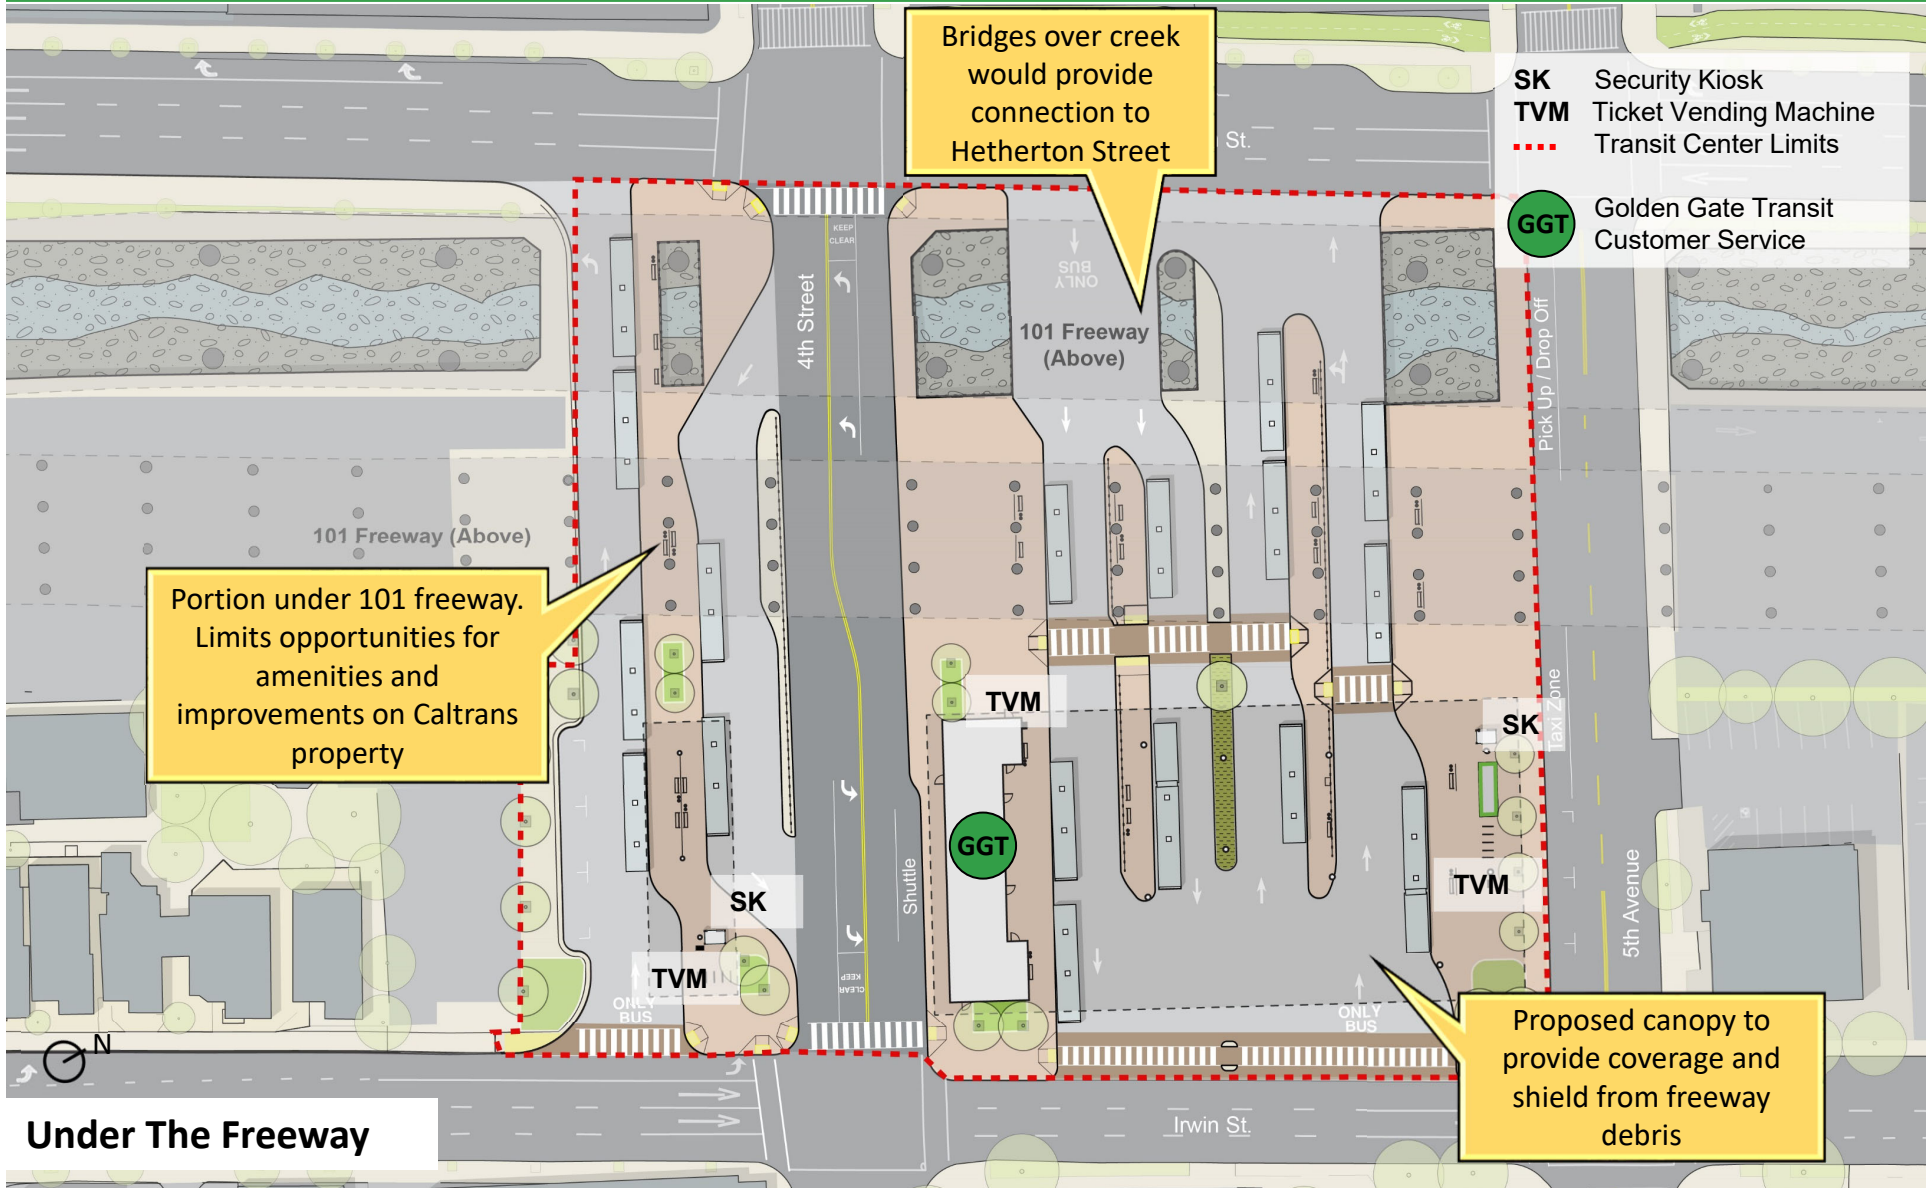 Bridges over creek
would provide
connection to
Hetherton Street
SK Security Kiosk
TVM Ticket Vending Machine
Transit Center Limits
GGT Golden Gate Transit
Customer Service
St.
KEEP
CLEAR
ONLY
BUS
4th Street
101 Freeway
(Above)
Pick Up / Drop Off
101 Freeway (Above)
Portion under 101 freeway.
Limits opportunities for
amenities and
improvements on Caltrans
property
TVM
SK
Taxi Zone
GGT
Shuttle
TVM
SK
5th Avenue
TVM
KEEP
CLEAR
ONLY
BUS
ONLY
BUS
Proposed canopy to
provide coverage and
shield from freeway
debris
N
Irwin St.
Under The Freeway